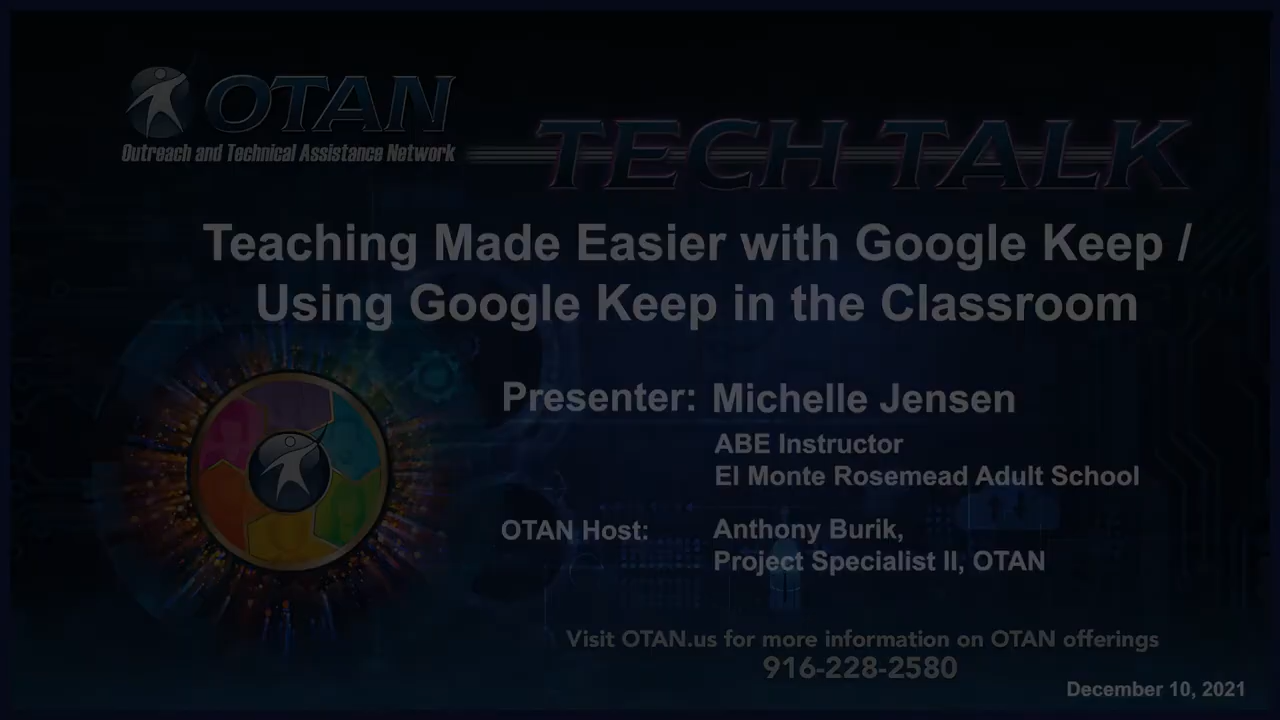 OTAN
Outreach and Technical Assistance Network
TECH TALK
Teaching Made Easier with Google Keep /
Using Google Keep in the Classroom
Presenter: Michelle Jensen
ABE Instructor
El Monte Rosemead Adult School
OTAN Host: Anthony Burik,
Project Specialist II, OTAN
Visit OTAN.us for more information on OTAN offerings
916-228-2580
December 10, 2021